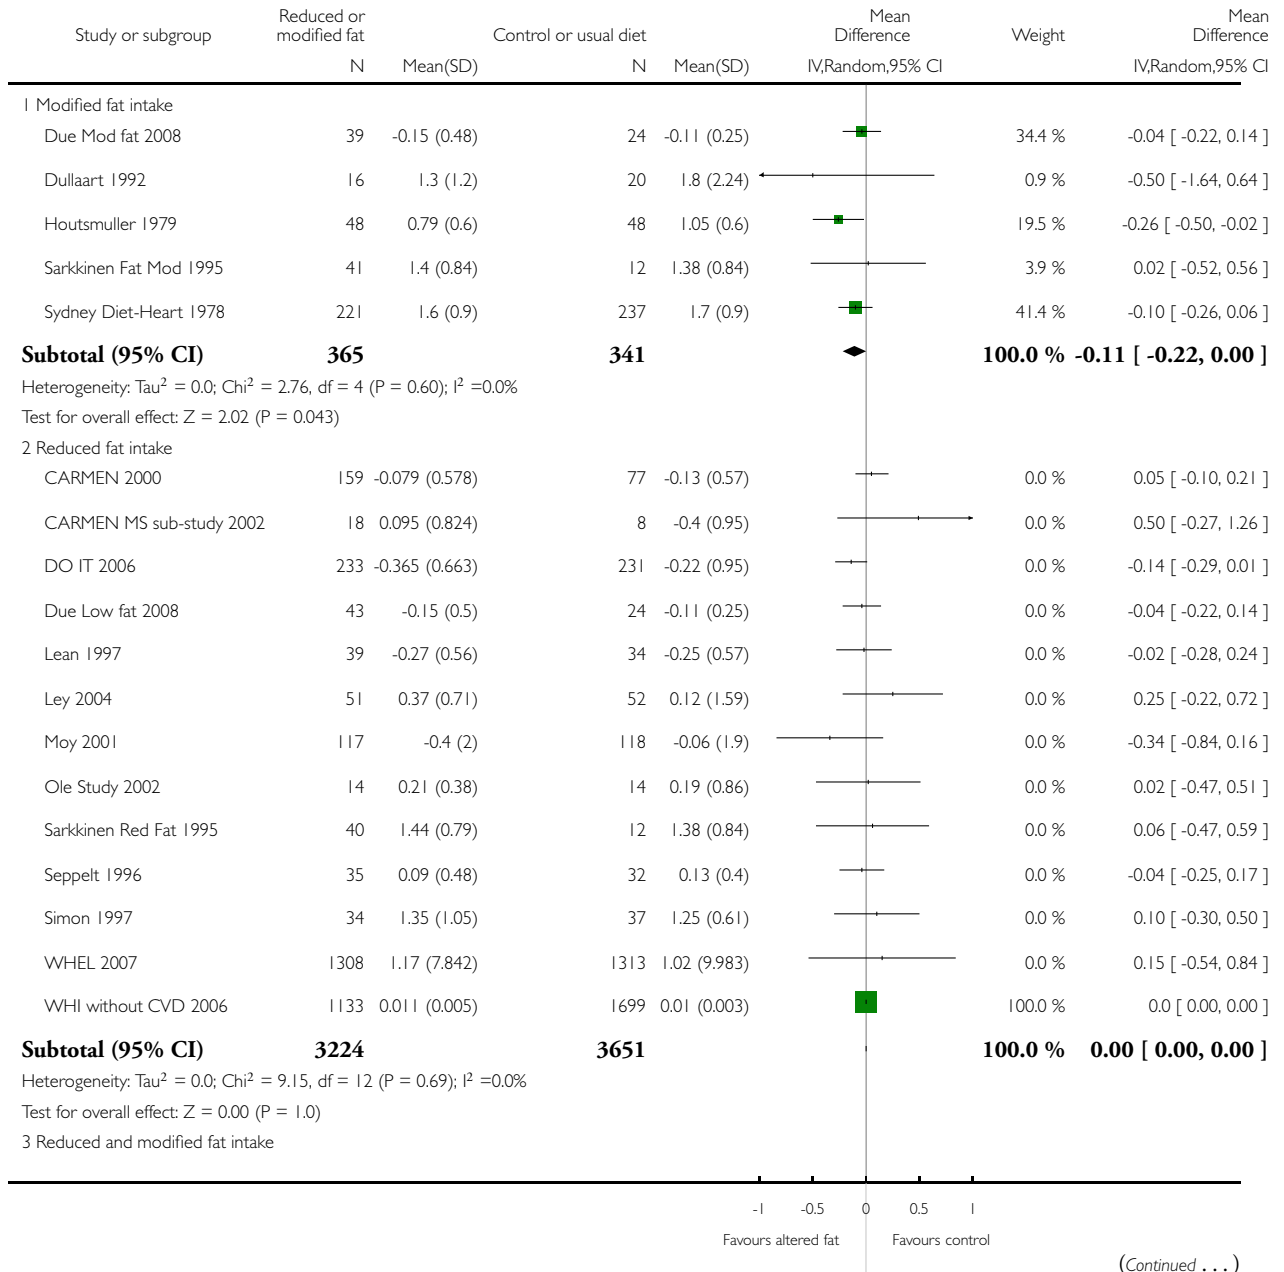 Study or subgroup Reduced or modified fat Control or usual diet Mean Difference Weight Mean Difference
N Mean(SD) N Mean(SD) IV,Random,95% CI IV,Random,95% CI
1 Modified fat intake
Due Mod fat 2008 39 -0.15 (0.48) 24 -0.11 (0.25) 34.4 % -0.04 [ -0.22, 0.14 ]
Dullaart 1992 16 1.3 (1.2) 20 1.8 (2.24) 0.9 % -0.50 [ -1.64, 0.64 ]
Houtsmuller 1979 48 0.79 (0.6) 48 1.05 (0.6) 19.5 % -0.26 [ -0.50, -0.02 ]
Sarkkinen Fat Mod 1995 41 1.4 (0.84) 12 1.38 (0.84) 3.9 % 0.02 [ -0.52, 0.56 ]
Sydney Diet-Heart 1978 221 1.6 (0.9) 237 1.7 (0.9) 41.4 % -0.10 [ -0.26, 0.06 ]
Subtotal (95% CI) 365 341 100.0 % -0.11 [ -0.22, 0.00 ]
Heterogeneity: Tau² = 0.0; Chi² = 2.76, df = 4 (P = 0.60); I² =0.0%
Test for overall effect: Z = 2.02 (P = 0.043)
2 Reduced fat intake
CARMEN 2000 159 -0.079 (0.578) 77 -0.13 (0.57) 0.0 % 0.05 [ -0.10, 0.21 ]
CARMEN MS sub-study 2002 18 0.095 (0.824) 8 -0.4 (0.95) 0.0 % 0.50 [ -0.27, 1.26 ]
DO IT 2006 233 -0.365 (0.663) 231 -0.22 (0.95) 0.0 % -0.14 [ -0.29, 0.01 ]
Due Low fat 2008 43 -0.15 (0.5) 24 -0.11 (0.25) 0.0 % -0.04 [ -0.22, 0.14 ]
Lean 1997 39 -0.27 (0.56) 34 -0.25 (0.57) 0.0 % -0.02 [ -0.28, 0.24 ]
Ley 2004 51 0.37 (0.71) 52 0.12 (1.59) 0.0 % 0.25 [ -0.22, 0.72 ]
Moy 2001 117 -0.4 (2) 118 -0.06 (1.9) 0.0 % -0.34 [ -0.84, 0.16 ]
Ole Study 2002 14 0.21 (0.38) 14 0.19 (0.86) 0.0 % 0.02 [ -0.47, 0.51 ]
Sarkkinen Red Fat 1995 40 1.44 (0.79) 12 1.38 (0.84) 0.0 % 0.06 [ -0.47, 0.59 ]
Seppelt 1996 35 0.09 (0.48) 32 0.13 (0.4) 0.0 % -0.04 [ -0.25, 0.17 ]
Simon 1997 34 1.35 (1.05) 37 1.25 (0.61) 0.0 % 0.10 [ -0.30, 0.50 ]
WHEL 2007 1308 1.17 (7.842) 1313 1.02 (9.983) 0.0 % 0.15 [ -0.54, 0.84 ]
WHI without CVD 2006 1133 0.011 (0.005) 1699 0.01 (0.003) 100.0 % 0.0 [ 0.00, 0.00 ]
Subtotal (95% CI) 3224 3651 100.0 % 0.00 [ 0.00, 0.00 ]
Heterogeneity: Tau² = 0.0; Chi² = 9.15, df = 12 (P = 0.69); I² =0.0%
Test for overall effect: Z = 0.00 (P = 1.0)
3 Reduced and modified fat intake
-1 -0.5 0 0.5 1
Favours altered fat Favours control
(Continued . . . )